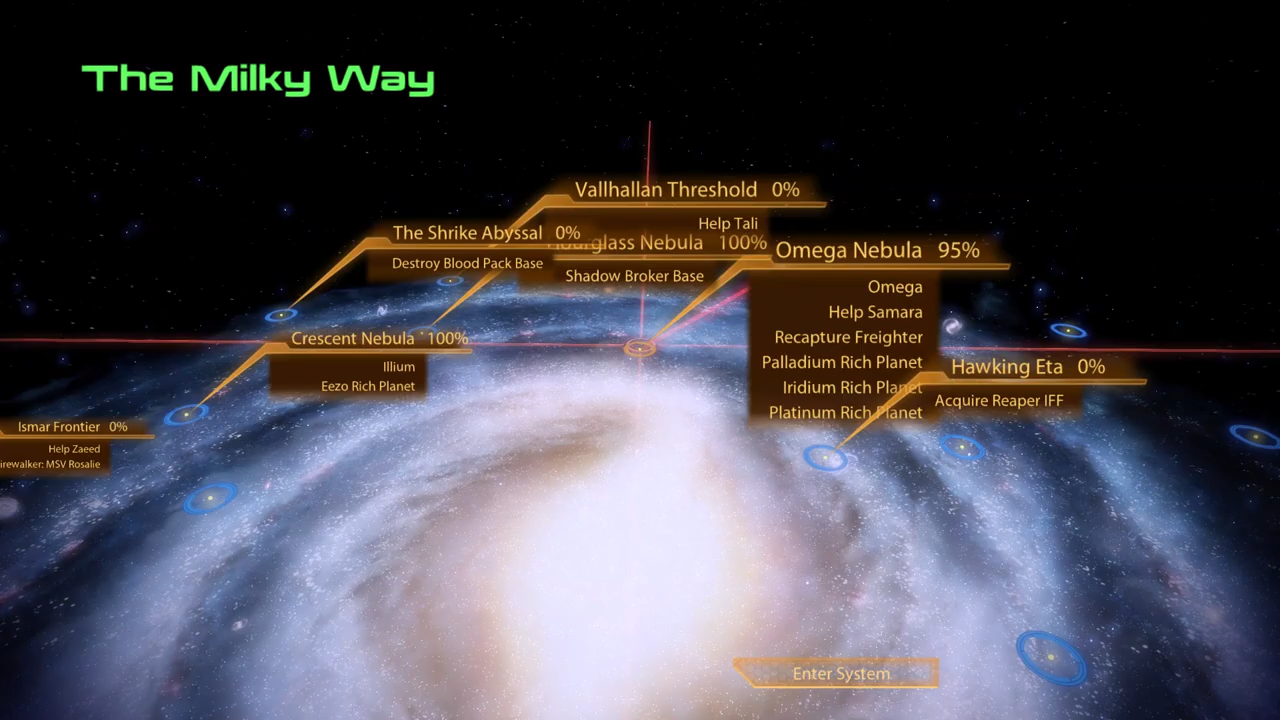 The Milky Way
Vallhallan Threshold 0%
Help Tali
The Shrike Abyssal 0%
Destroy Blood Pack Base
Hourglass Nebula 100%
Shadow Broker Base
Omega Nebula 95%
Omega
Help Samara
Recapture Freighter
Palladium Rich Planet
Iridium Rich Planet
Platinum Rich Planet
Crescent Nebula 100%
Illium
Eezo Rich Planet
Hawking Eta 0%
Acquire Reaper IFF
Ismar Frontier 0%
Help Zaeed
irewalker: MSV Rosalie
Enter System